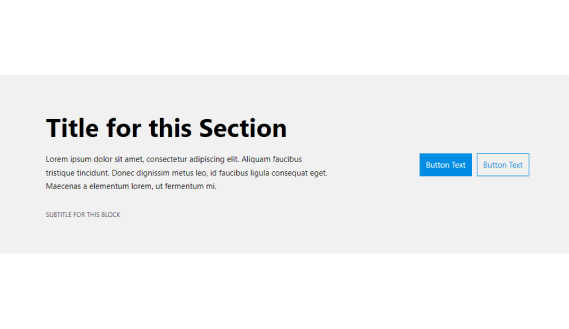 Title for this Section
Lorem ipsum dolor sit amet, consectetur adipiscing elit. Aliquam faucibus
tristique tincidunt. Donec dignissim metus leo, id faucibus ligula consequat eget.
Maecenas a elementum lorem, ut fermentum mi.
SUBTITLE FOR THIS BLOCK
Button Text
Button Text